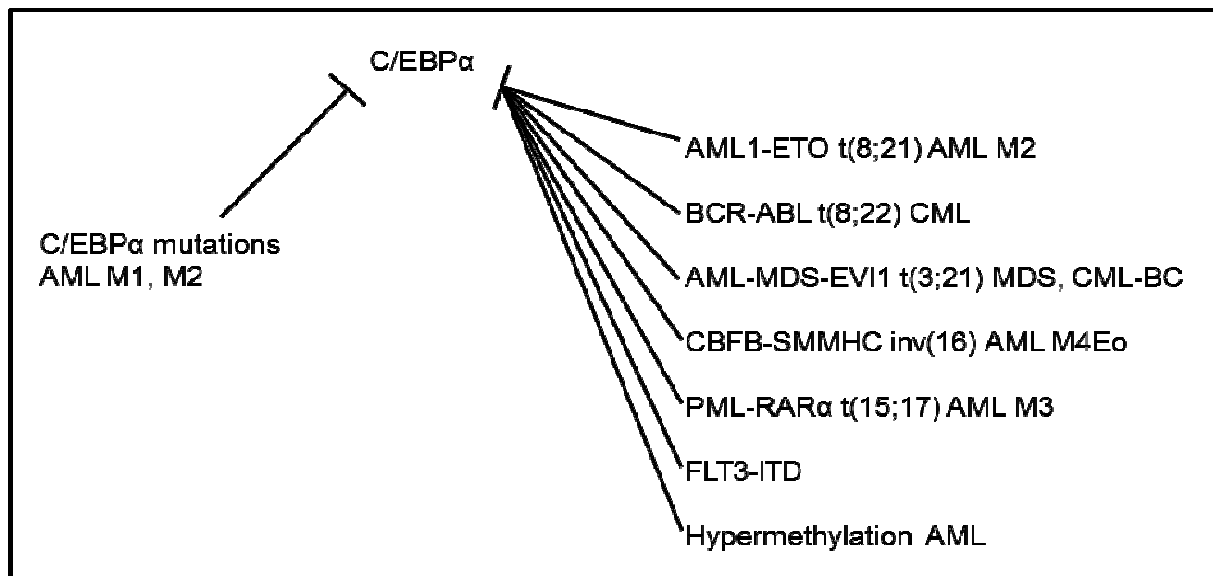 C/EBPα
C/EBPα mutations
AML M1, M2
AML1-ETO t(8;21) AML M2
BCR-ABL t(8;22) CML
AML-MDS-EVI1 t(3;21) MDS, CML-BC
CBFB-SMMHC inv(16) AML M4Eo
PML-RARα t(15;17) AML M3
FLT3-ITD
Hypermethylation AML